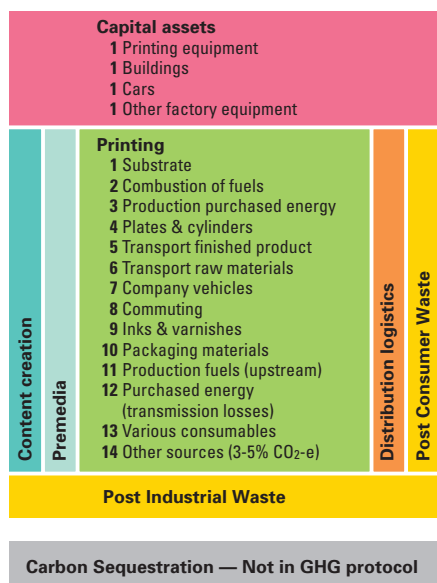 Capital assets
1 Printing equipment
1 Buildings
1 Cars
1 Other factory equipment
Content creation
Premedia
Printing
1 Substrate
2 Combustion of fuels
3 Production purchased energy
4 Plates & cylinders
5 Transport finished product
6 Transport raw materials
7 Company vehicles
8 Commuting
9 Inks & varnishes
10 Packaging materials
11 Production fuels (upstream)
12 Purchased energy
(transmission losses)
13 Various consumables
14 Other sources (3-5% CO₂-e)
Distribution logistics
Post Consumer Waste
Post Industrial Waste
Carbon Sequestration — Not in GHG protocol